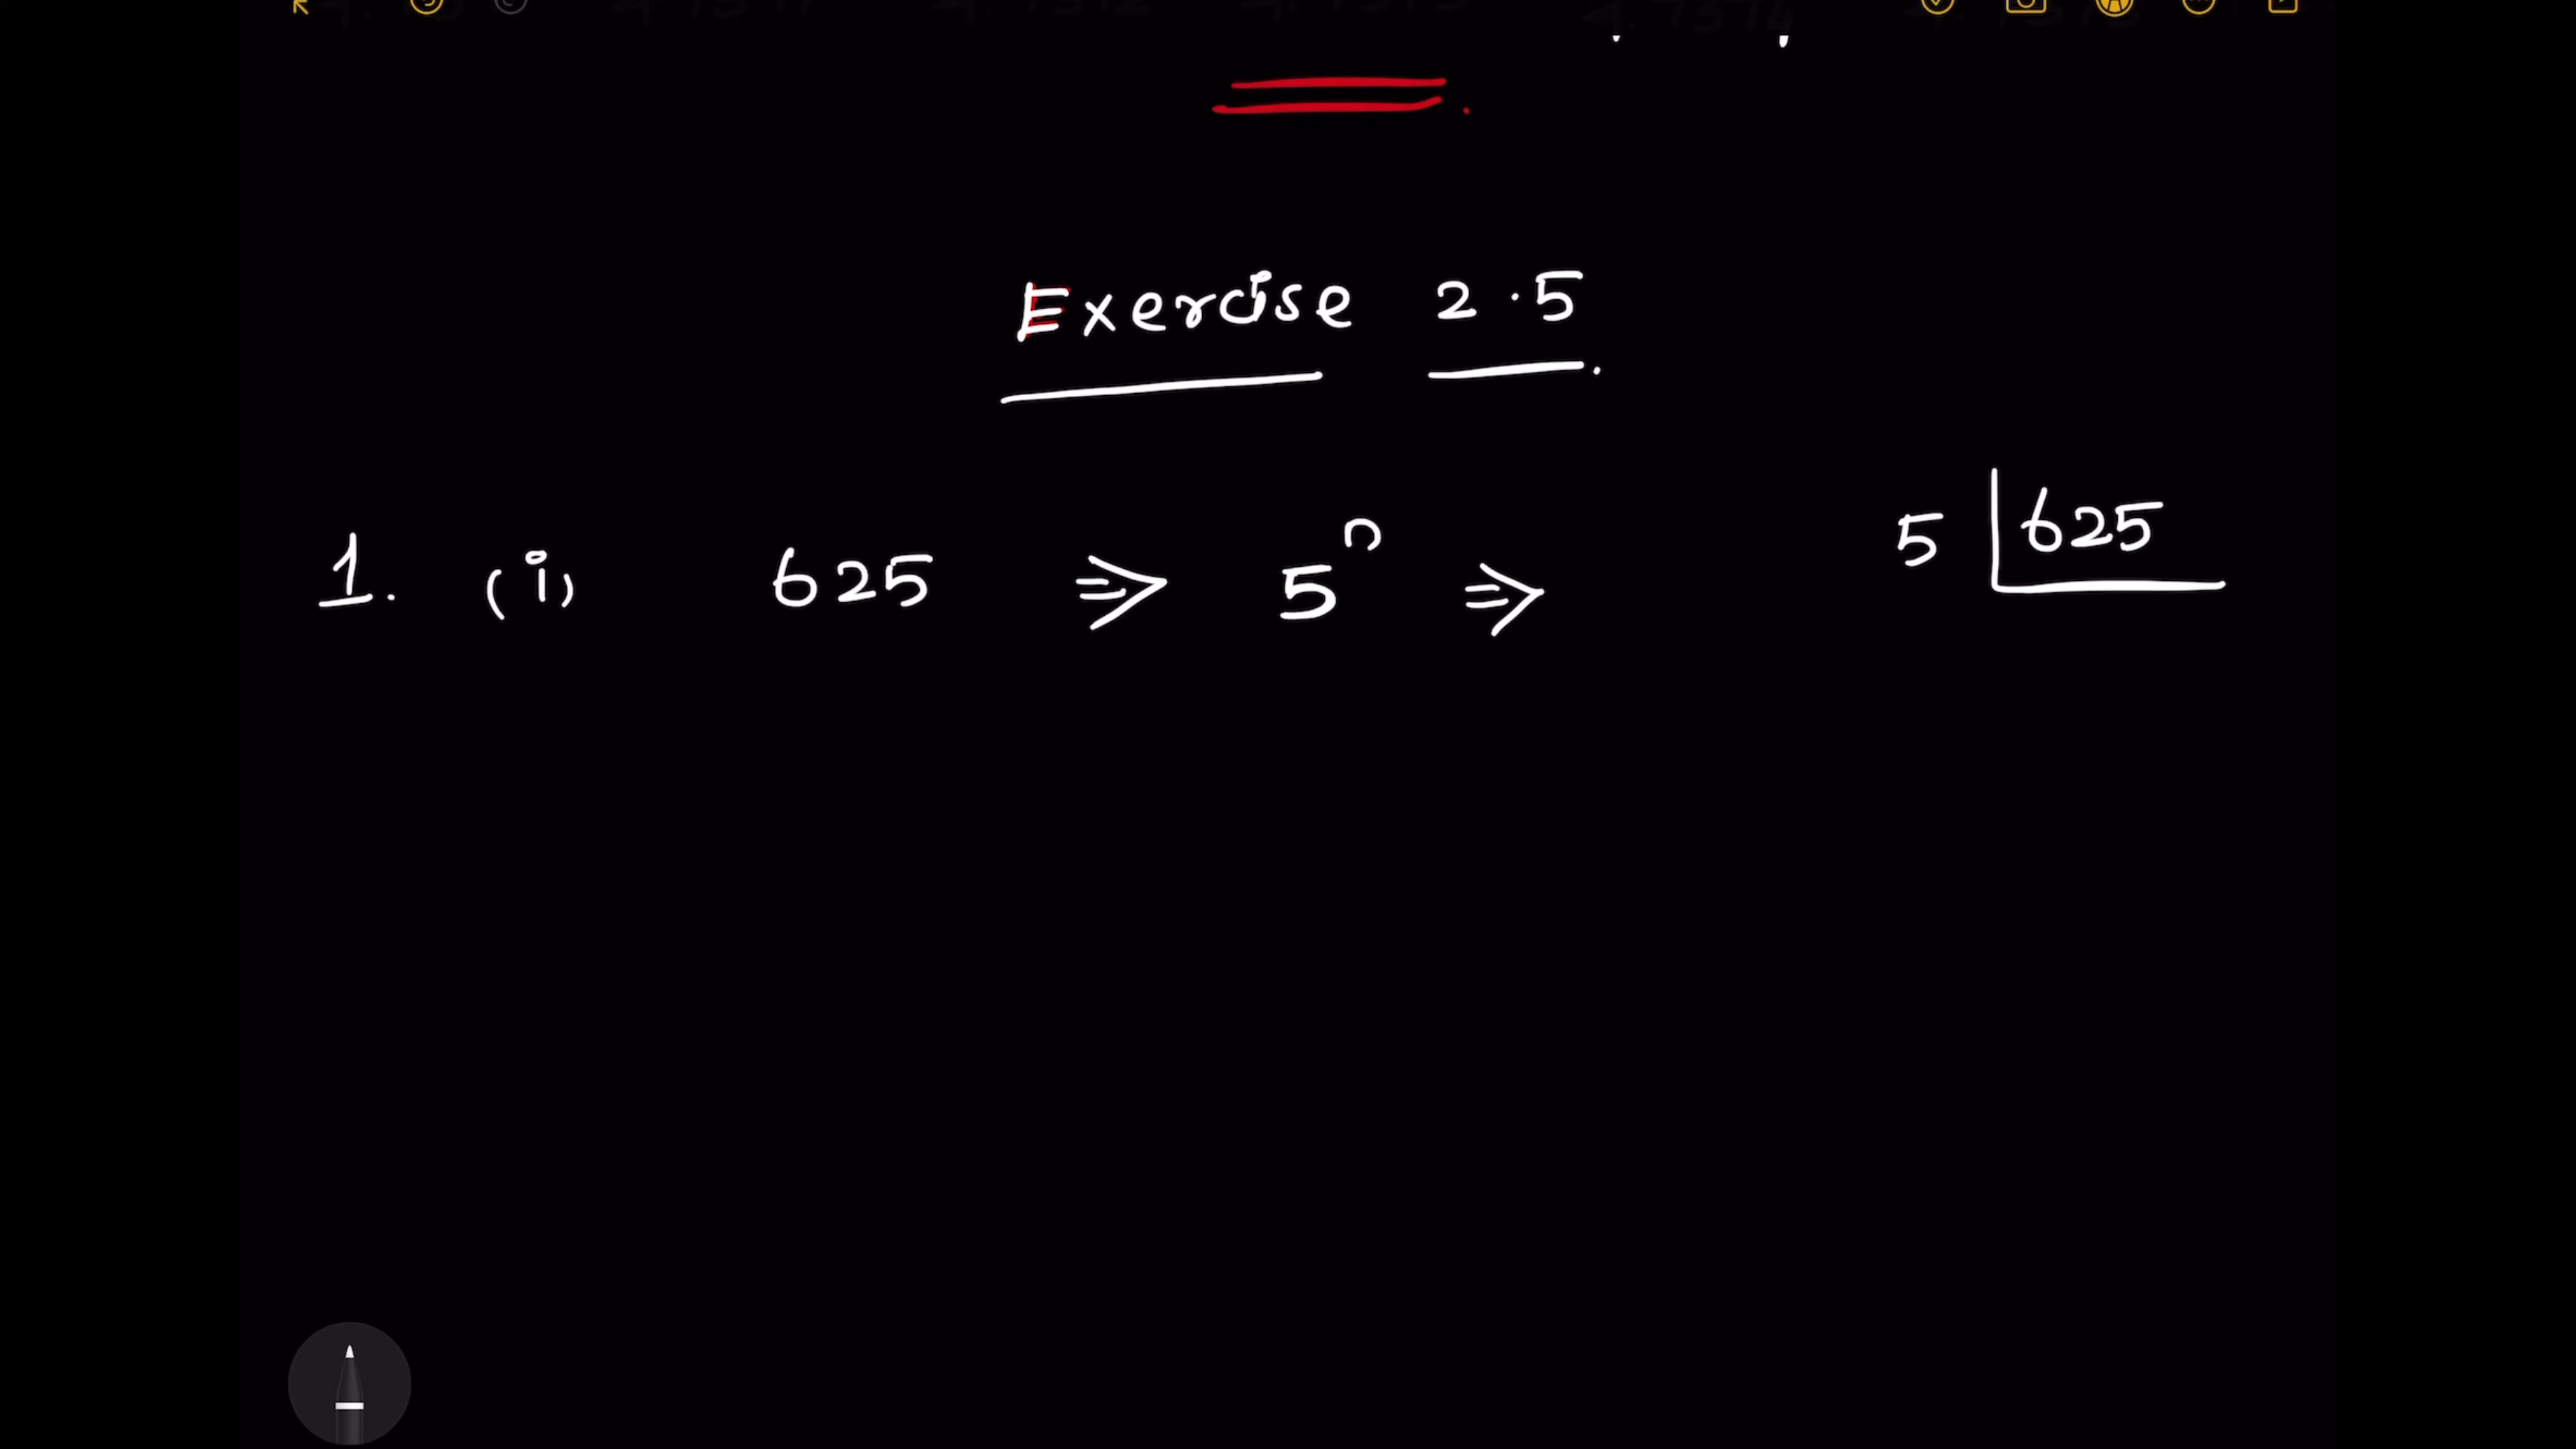 Exercise 2.5.
1. (i) 625 ⇒ 5ⁿ ⇒ 5 | 625